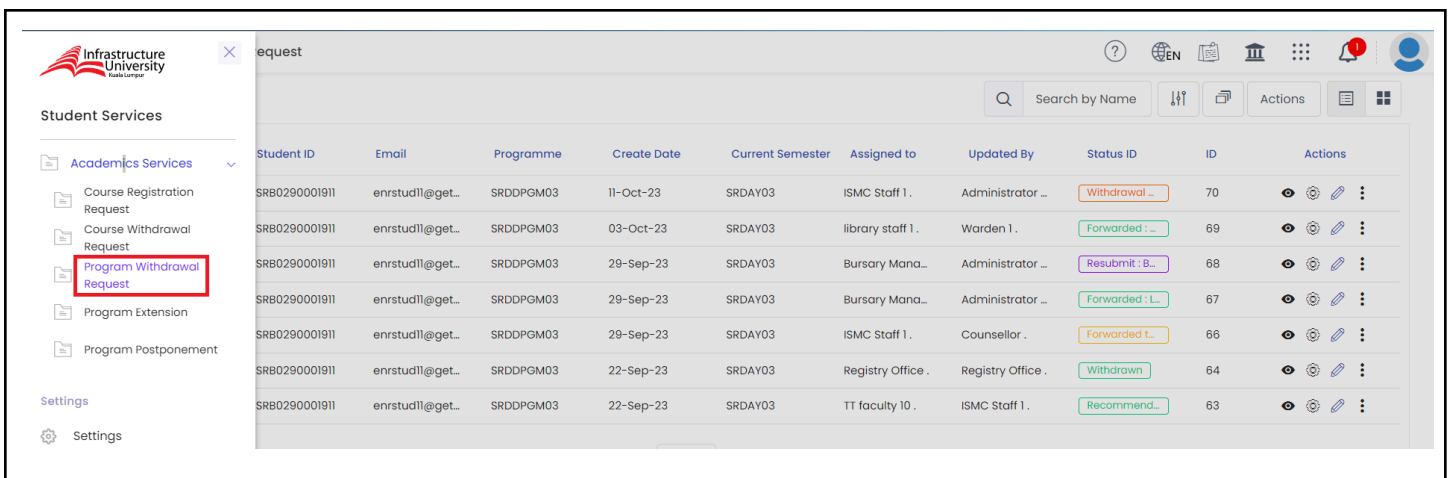 Infrastructure
University
Kuala Lumpur
equest
EN
1
Student Services
Search by Name
Actions
Academics Services
Course Registration
Request
Course Withdrawal
Request
Program Withdrawal
Request
Program Extension
Program Postponement
Settings
Settings
Student ID Email Programme Create Date Current Semester Assigned to Updated By Status ID ID Actions
SRB0290001911 enrstud11@get... SRDDPGM03 11-Oct-23 SRDAY03 ISMC Staff 1 . Administrator ... Withdrawal ... 70
SRB0290001911 enrstud11@get... SRDDPGM03 03-Oct-23 SRDAY03 library staff 1 . Warden 1 . Forwarded : ... 69
SRB0290001911 enrstud11@get... SRDDPGM03 29-Sep-23 SRDAY03 Bursary Mana... Administrator ... Resubmit : B... 68
SRB0290001911 enrstud11@get... SRDDPGM03 29-Sep-23 SRDAY03 Bursary Mana... Administrator ... Forwarded : L... 67
SRB0290001911 enrstud11@get... SRDDPGM03 29-Sep-23 SRDAY03 ISMC Staff 1 . Counsellor . Forwarded t... 66
SRB0290001911 enrstud11@get... SRDDPGM03 22-Sep-23 SRDAY03 Registry Office . Registry Office . Withdrawn 64
SRB0290001911 enrstud11@get... SRDDPGM03 22-Sep-23 SRDAY03 TT faculty 10 . ISMC Staff 1 . Recommend... 63